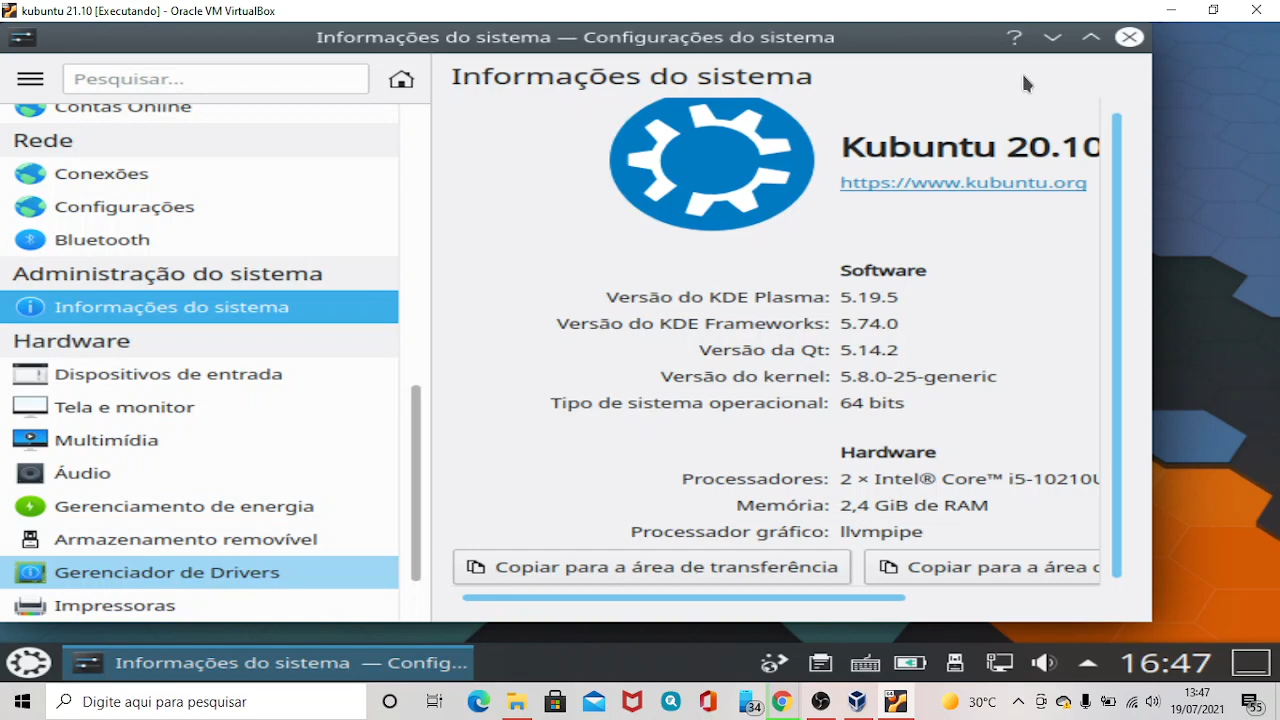 kubuntu 21.10 [Executando] - Oracle VM VirtualBox
Informações do sistema — Configurações do sistema
Pesquisar...
Contas Online
Rede
Conexões
Configurações
Bluetooth
Administração do sistema
Informações do sistema
Hardware
Dispositivos de entrada
Tela e monitor
Multimídia
Áudio
Gerenciamento de energia
Armazenamento removível
Gerenciador de Drivers
Impressoras
Informações do sistema
Kubuntu 20.10
https://www.kubuntu.org
Software
Versão do KDE Plasma: 5.19.5
Versão do KDE Frameworks: 5.74.0
Versão da Qt: 5.14.2
Versão do kernel: 5.8.0-25-generic
Tipo de sistema operacional: 64 bits
Hardware
Processadores: 2 × Intel® Core™ i5-10210U
Memória: 2,4 GiB de RAM
Processador gráfico: llvmpipe
Copiar para a área de transferência
Copiar para a área
Informações do sistema — Config...
16:47
Digite aqui para pesquisar
34
30°C
13:47
19/07/2021
55